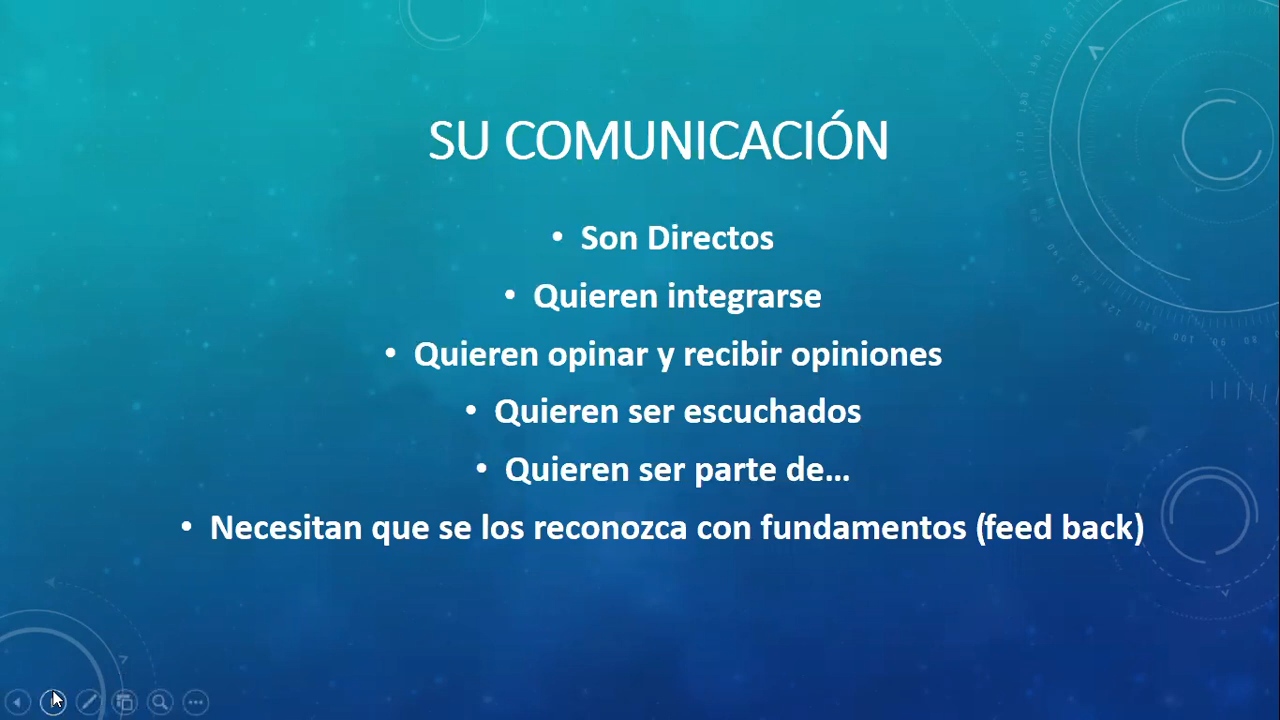 SU COMUNICACIÓN
• Son Directos
• Quieren integrarse
• Quieren opinar y recibir opiniones
• Quieren ser escuchados
• Quieren ser parte de...
• Necesitan que se los reconozca con fundamentos (feed back)